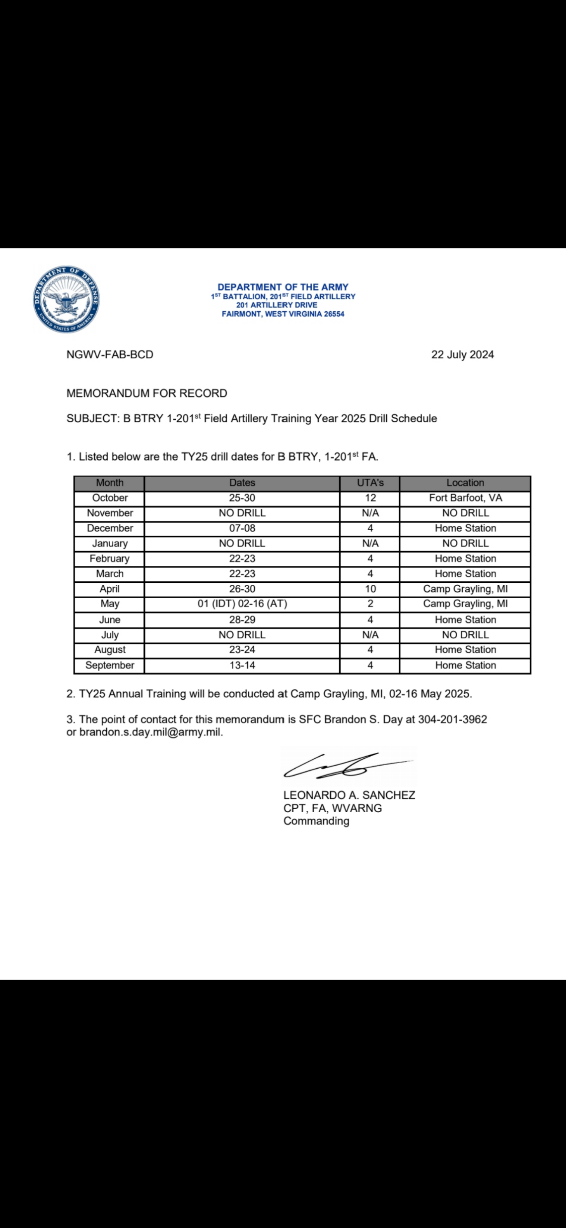 DEPARTMENT OF DEFENSE
UNITED STATES OF AMERICA
DEPARTMENT OF THE ARMY
1ST BATTALION, 201ST FIELD ARTILLERY
201 ARTILLERY DRIVE
FAIRMONT, WEST VIRGINIA 26554
NGWV-FAB-BCD 22 July 2024
MEMORANDUM FOR RECORD
SUBJECT: B BTRY 1-201st Field Artillery Training Year 2025 Drill Schedule
1. Listed below are the TY25 drill dates for B BTRY, 1-201st FA.
Month Dates UTA's Location
October 25-30 12 Fort Barfoot, VA
November NO DRILL N/A NO DRILL
December 07-08 4 Home Station
January NO DRILL N/A NO DRILL
February 22-23 4 Home Station
March 22-23 4 Home Station
April 26-30 10 Camp Grayling, MI
May 01 (IDT) 02-16 (AT) 2 Camp Grayling, MI
June 28-29 4 Home Station
July NO DRILL N/A NO DRILL
August 23-24 4 Home Station
September 13-14 4 Home Station
2. TY25 Annual Training will be conducted at Camp Grayling, MI, 02-16 May 2025.
3. The point of contact for this memorandum is SFC Brandon S. Day at 304-201-3962
or brandon.s.day.mil@army.mil.
LEONARDO A. SANCHEZ
CPT, FA, WVARNG
Commanding